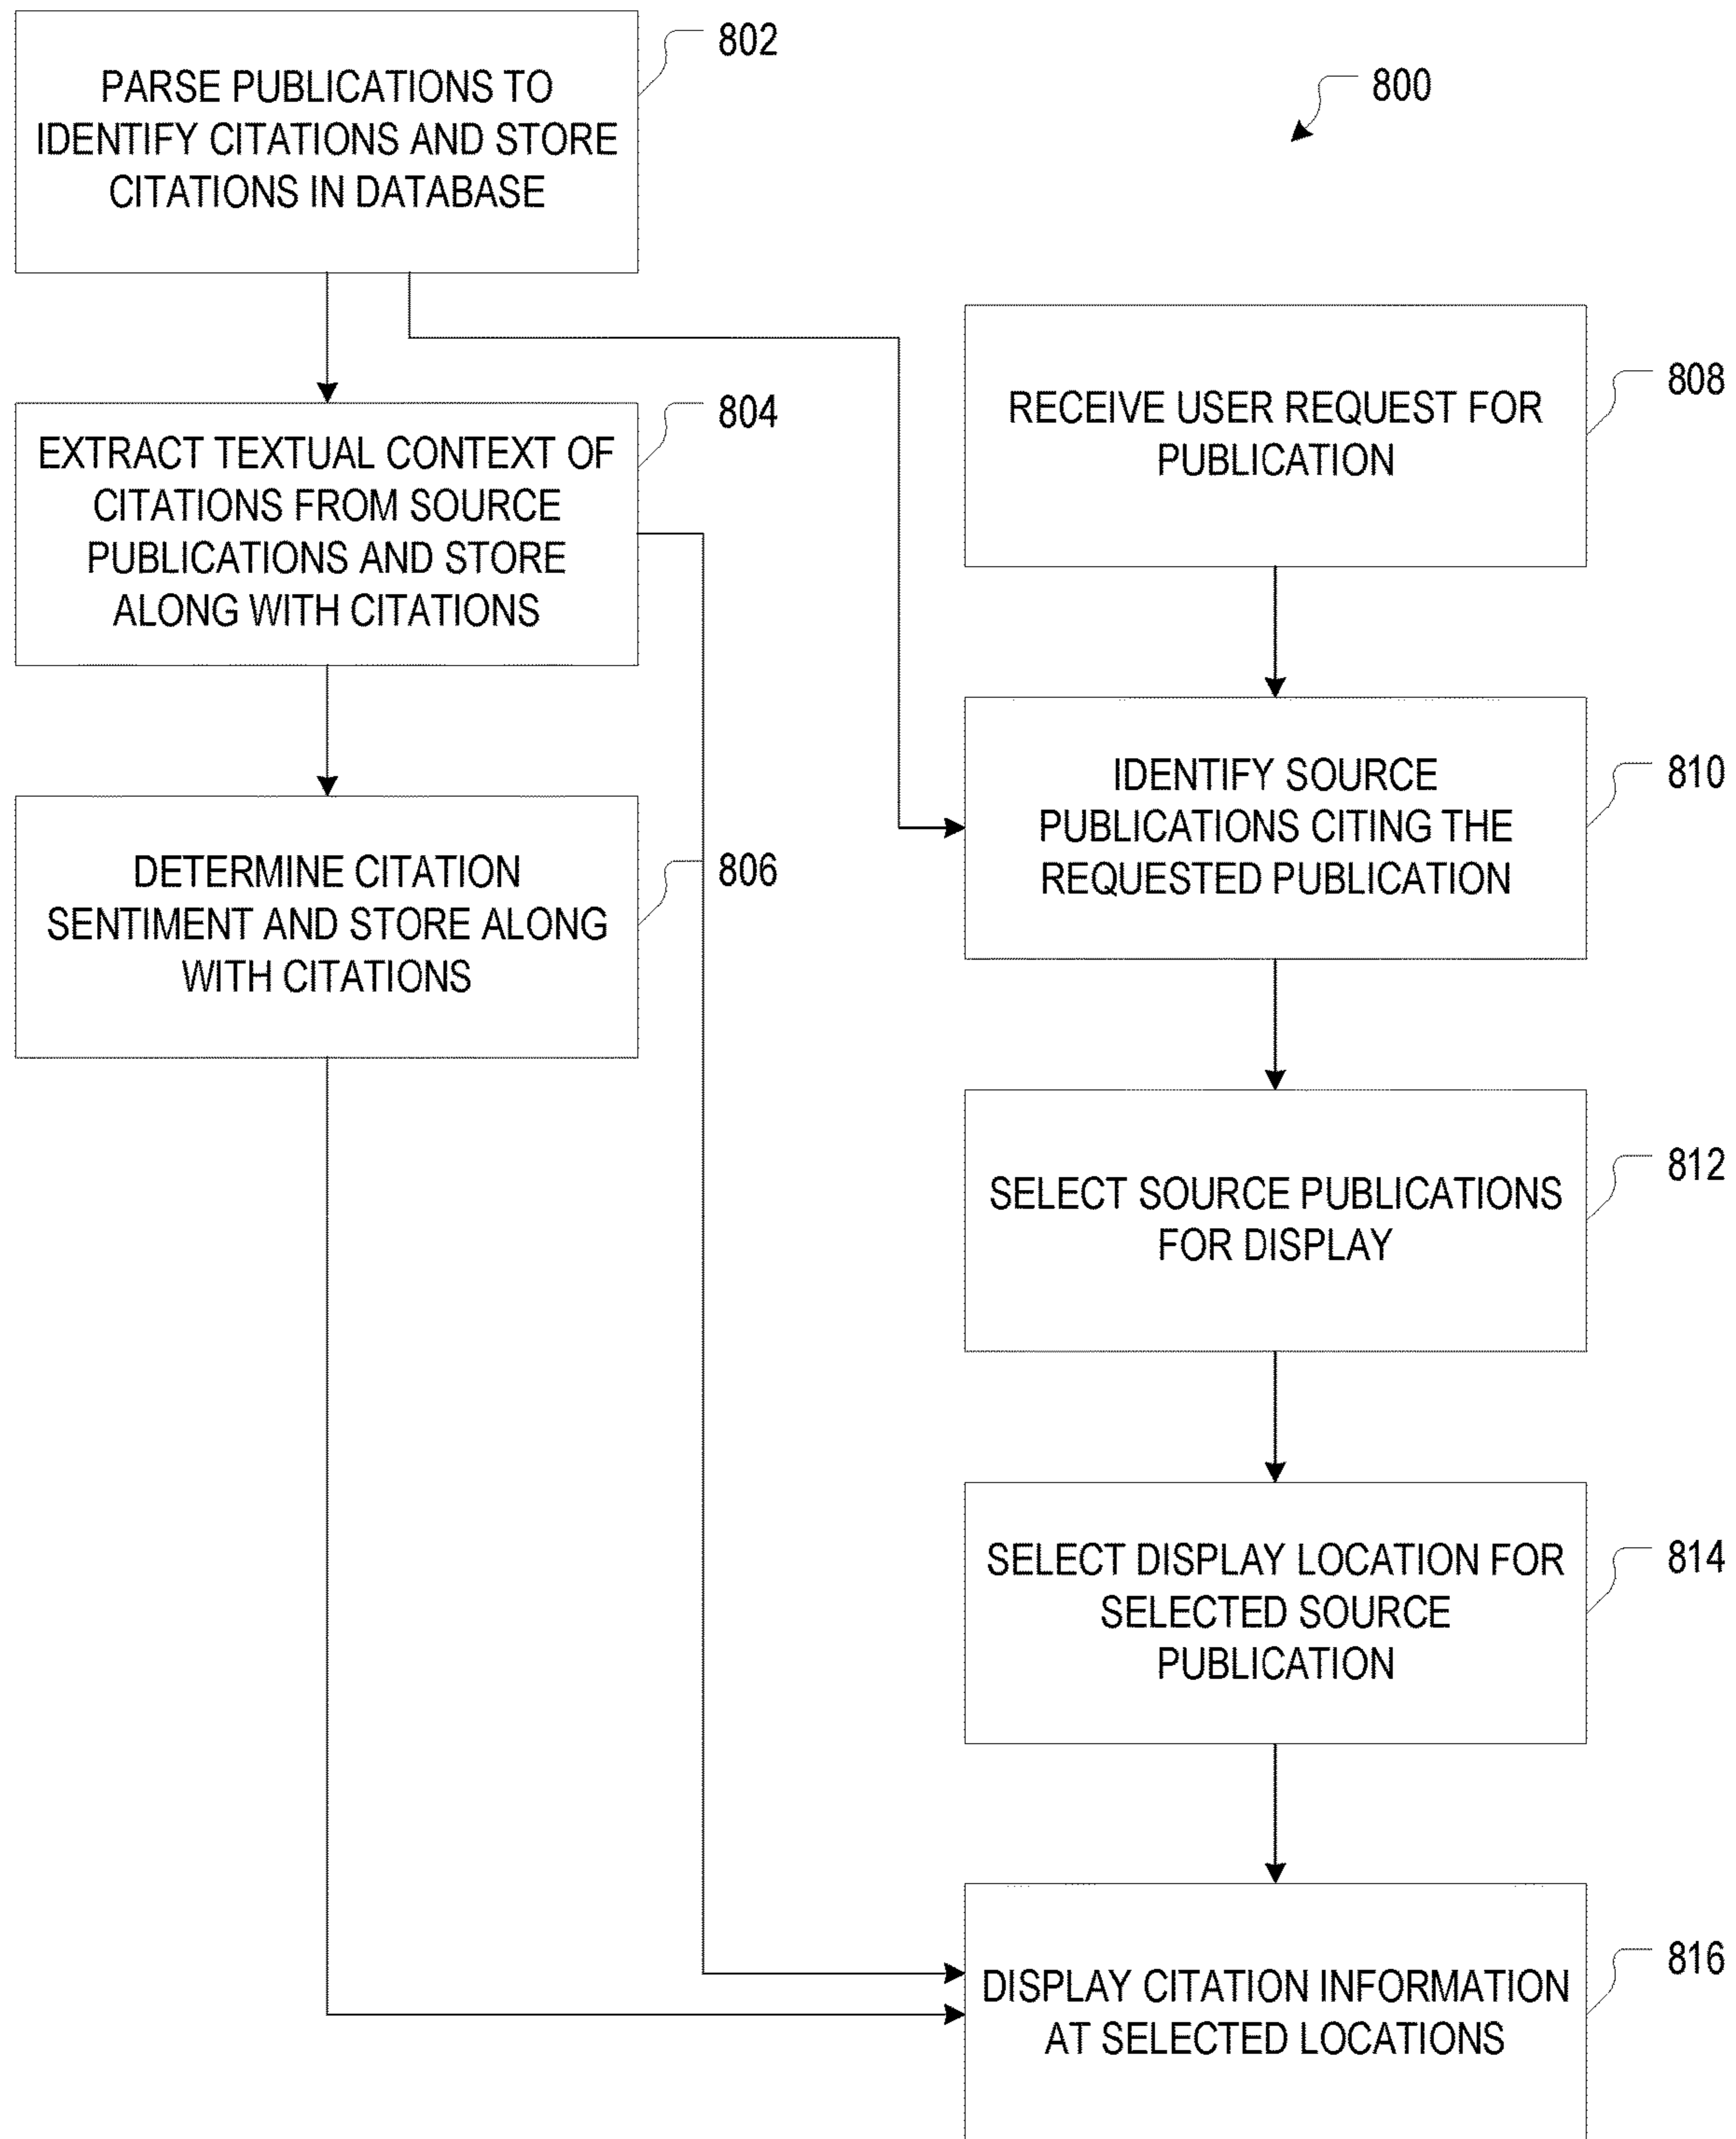 802
PARSE PUBLICATIONS TO
IDENTIFY CITATIONS AND STORE
CITATIONS IN DATABASE
800
804
EXTRACT TEXTUAL CONTEXT OF
CITATIONS FROM SOURCE
PUBLICATIONS AND STORE
ALONG WITH CITATIONS
806
DETERMINE CITATION
SENTIMENT AND STORE ALONG
WITH CITATIONS
808
RECEIVE USER REQUEST FOR
PUBLICATION
810
IDENTIFY SOURCE
PUBLICATIONS CITING THE
REQUESTED PUBLICATION
812
SELECT SOURCE PUBLICATIONS
FOR DISPLAY
814
SELECT DISPLAY LOCATION FOR
SELECTED SOURCE
PUBLICATION
816
DISPLAY CITATION INFORMATION
AT SELECTED LOCATIONS